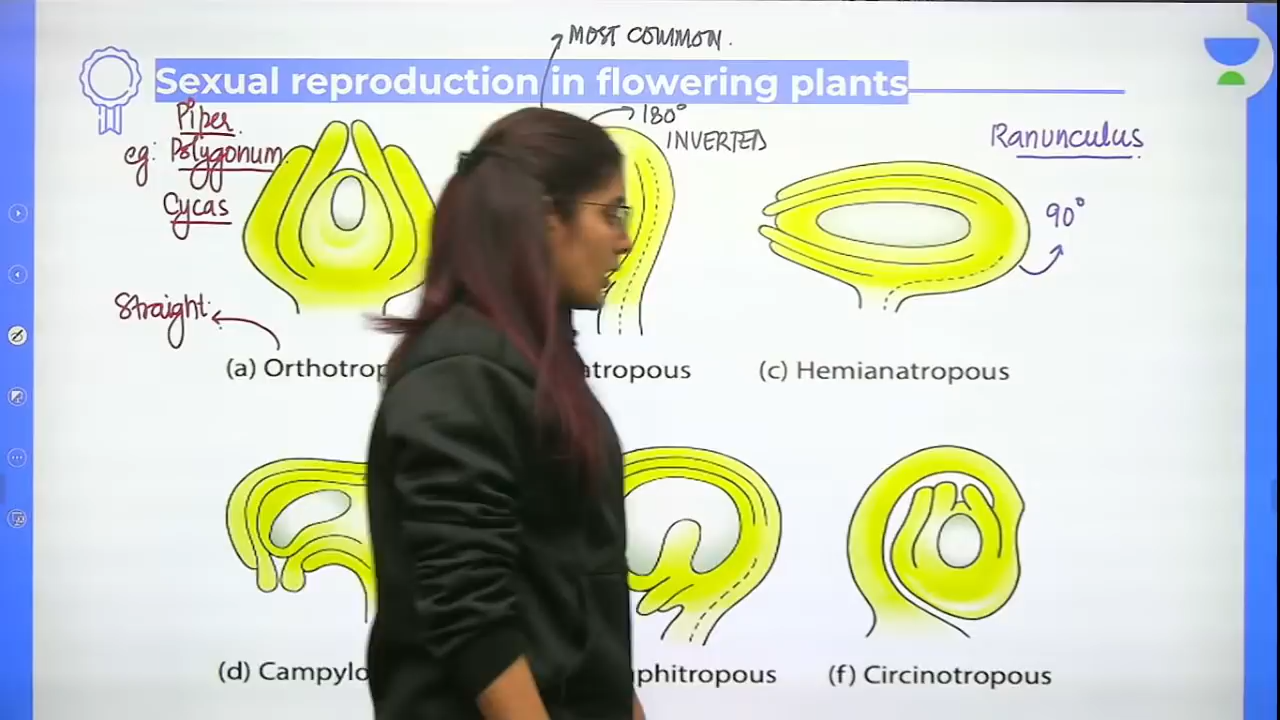 MOST COMMON.
Sexual reproduction in flowering plants
Piper
eg: Polygonum
Cycas
180°
INVERTED
Ranunculus
90°
Straight
(a) Orthotrop
atropous
(c) Hemianatropous
(d) Campylo
phitropous
(f) Circinotropous